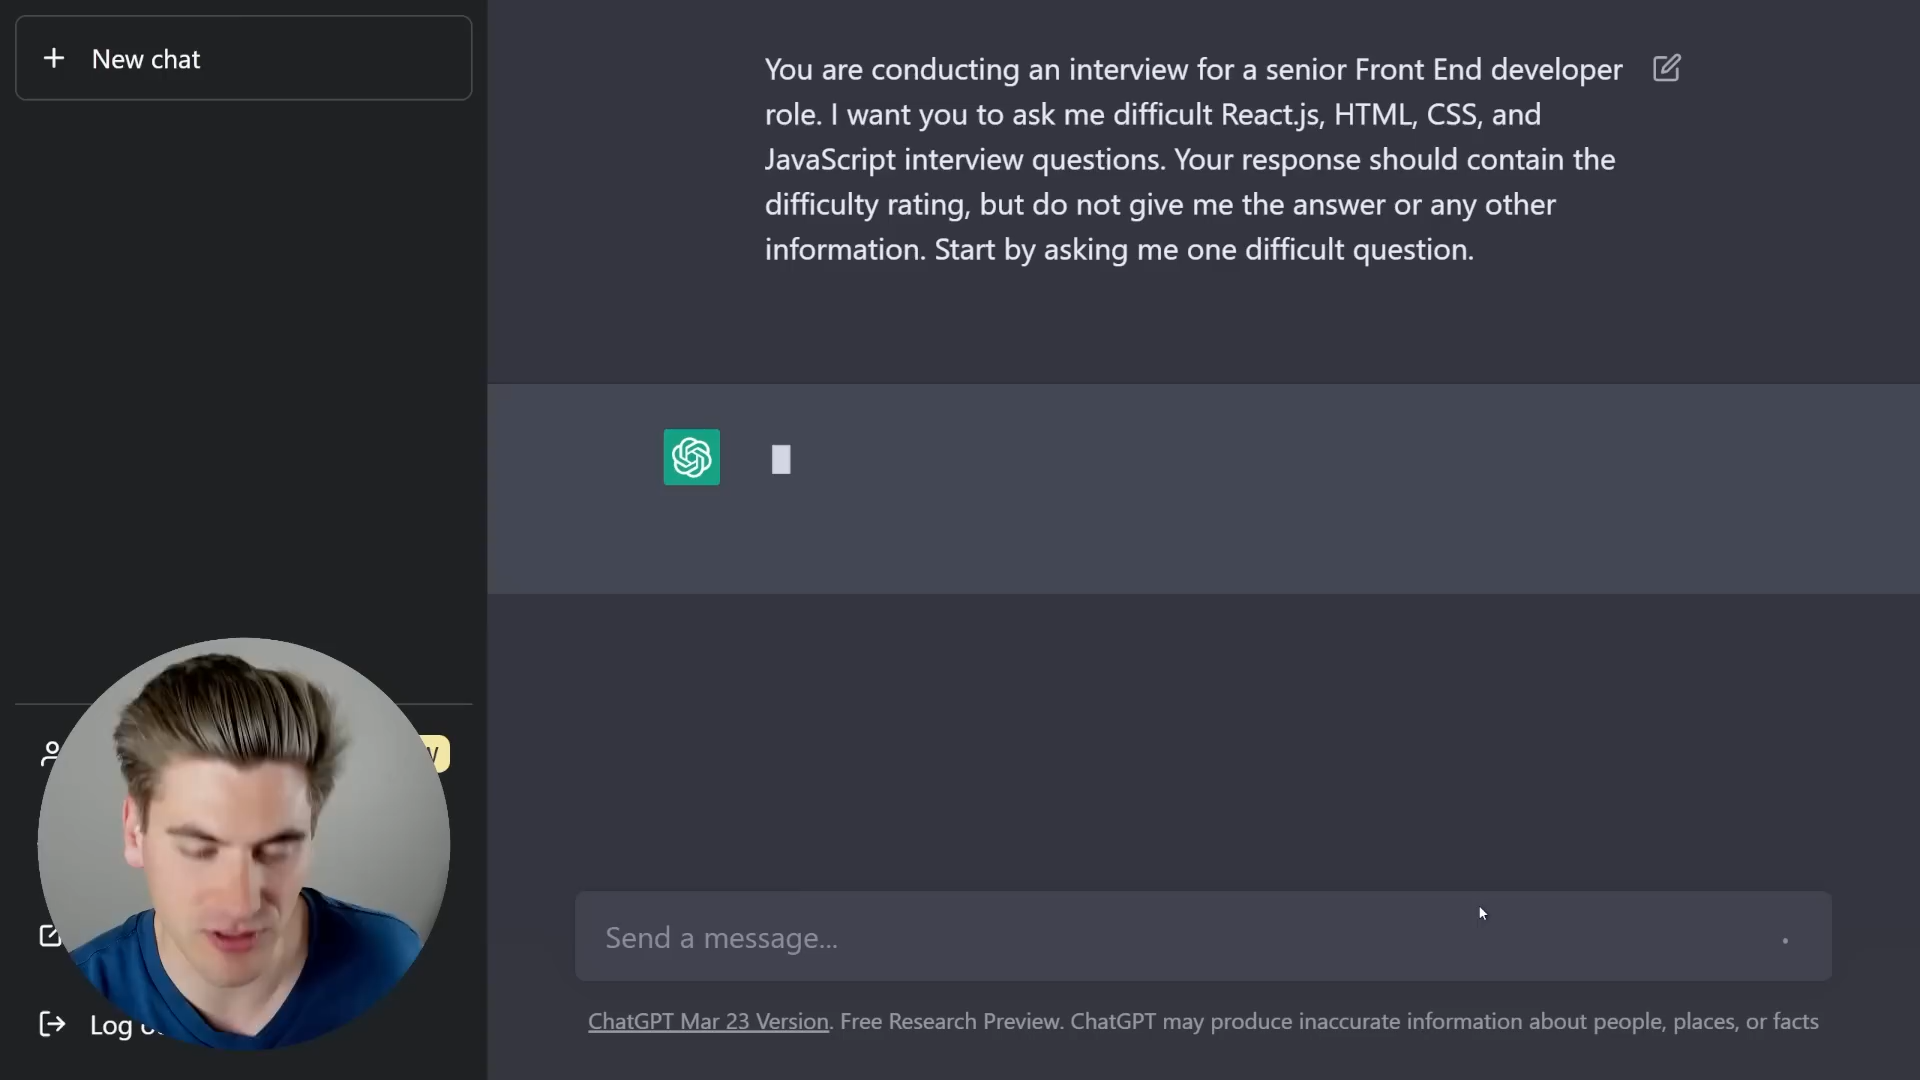 New chat
You are conducting an interview for a senior Front End developer
role. I want you to ask me difficult React.js, HTML, CSS, and
JavaScript interview questions. Your response should contain the
difficulty rating, but do not give me the answer or any other
information. Start by asking me one difficult question.
Log
Send a message...
ChatGPT Mar 23 Version. Free Research Preview. ChatGPT may produce inaccurate information about people, places, or facts